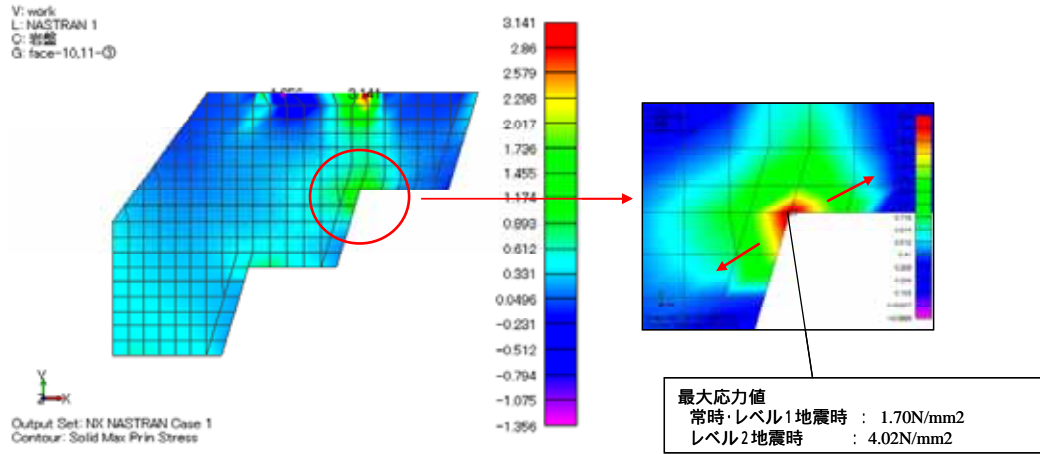 V: work
L: NASTRAN 1
C: 岩盤
G: face-10,11-③
3.141
3.141
2.86
2.579
2.298
2.017
1.736
1.455
1.174
0.893
0.612
0.331
0.0496
-0.231
-0.512
-0.794
-1.075
-1.356
Y
Z X
Output Set: NX NASTRAN Case 1
Contour: Solid Max Prin Stress
最大応力値
常時・レベル1地震時 : 1.70N/mm2
レベル2地震時 : 4.02N/mm2